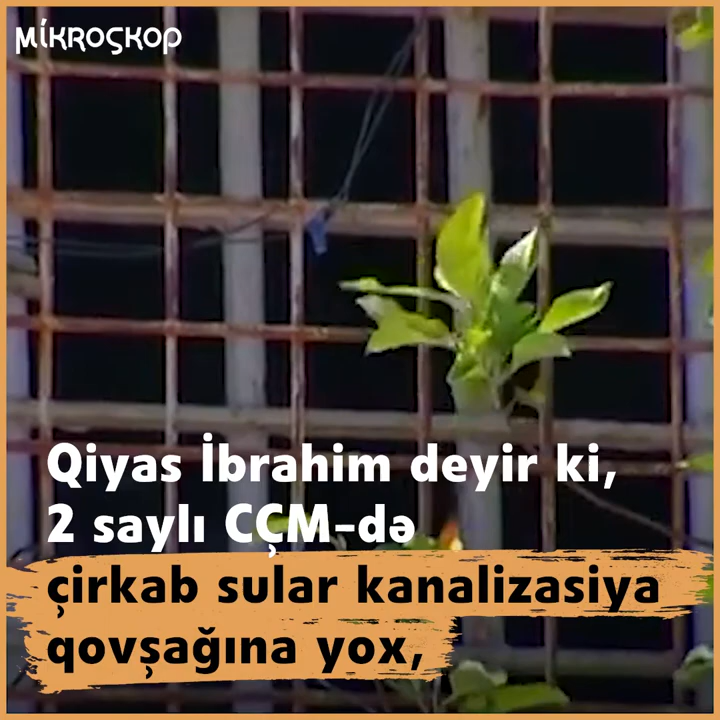 MİKROSKOP
Qiyas İbrahim deyir ki,
2 saylı CÇM-də
çirkab sular kanalizasiya
qovşağına yox,